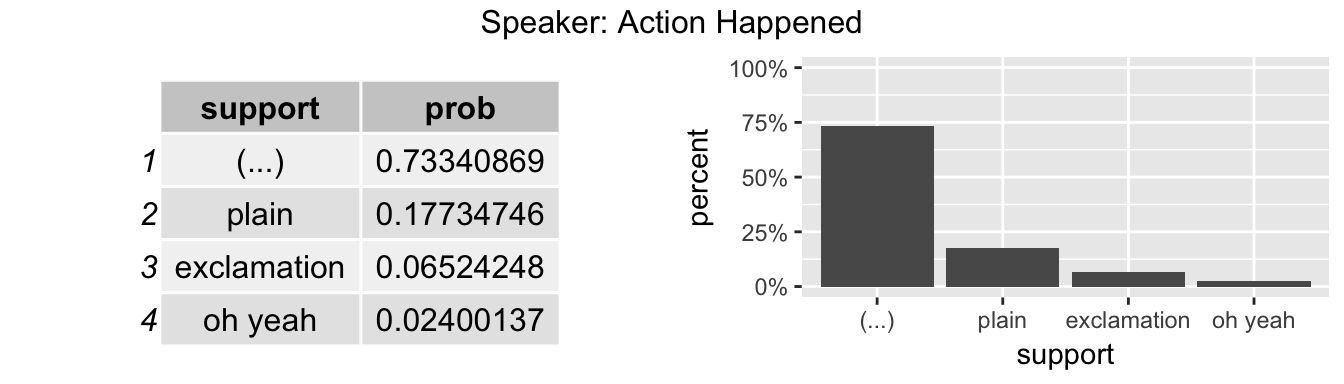 Speaker: Action Happened
support prob
1 (...) 0.73340869
2 plain 0.17734746
3 exclamation 0.06524248
4 oh yeah 0.02400137
100%
75%
50%
25%
0%
percent
(...) plain exclamation oh yeah
support